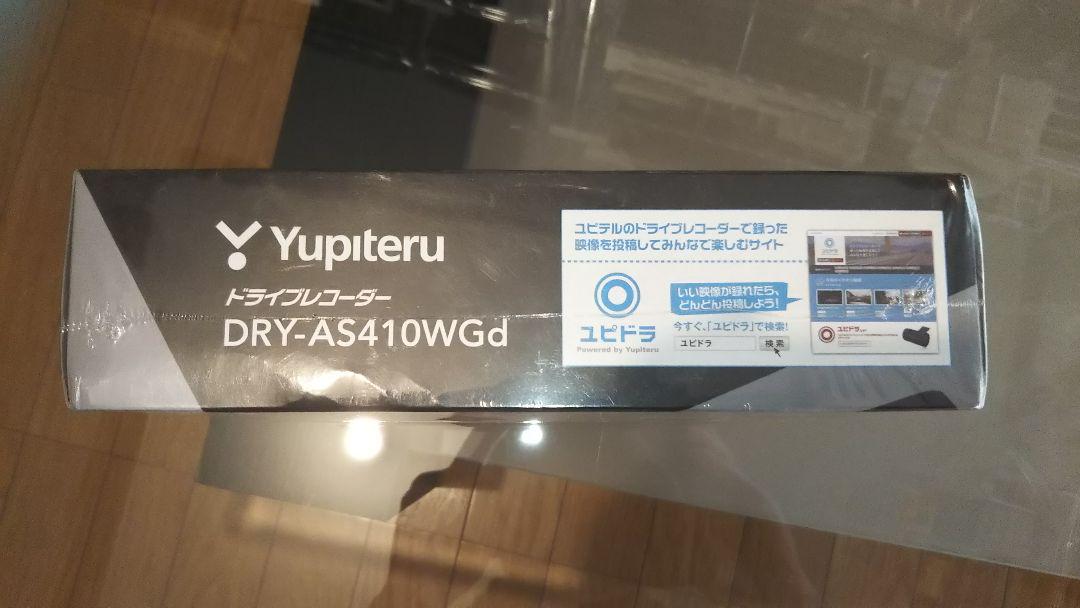 Yupiteru
ドライブレコーダー
DRY-AS410WGd
ユピテルのドライブレコーダーで録った
映像を投稿してみんなで楽しむサイト
いい映像が録れたら、
どんどん投稿しよう!
ユピドラ
Powered by Yupiteru
今すぐ、「ユピドラ」で検索!
ユピドラ
検索
ユピドラ